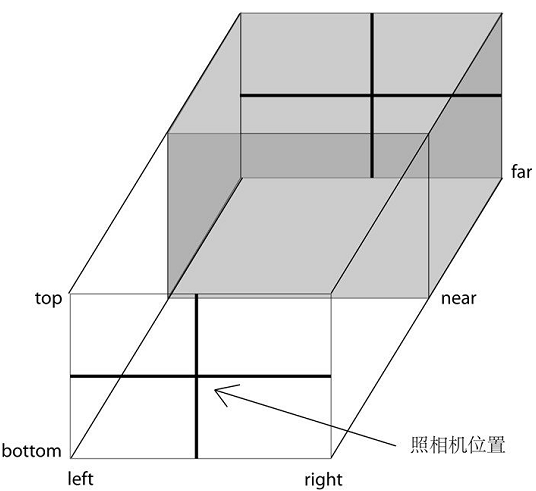 far
top
near
bottom
照相机位置
left
right